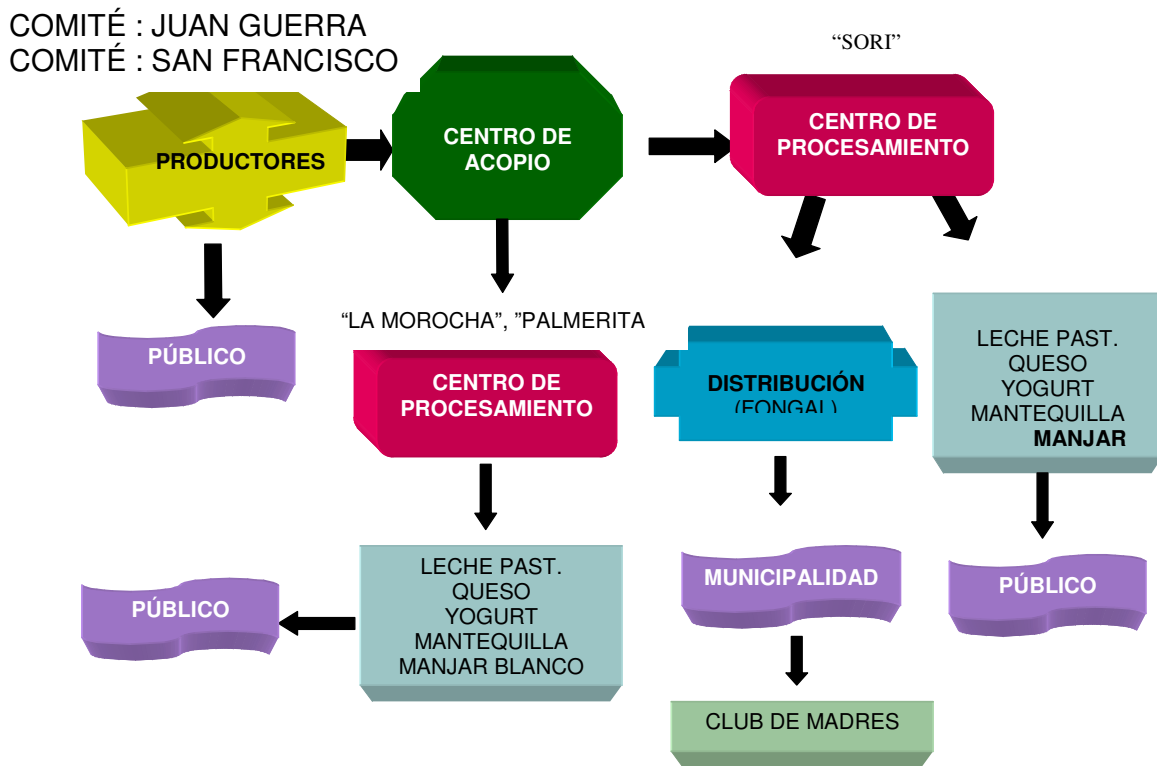 COMITÉ : JUAN GUERRA
COMITÉ : SAN FRANCISCO
“SORI”
PRODUCTORES
CENTRO DE
ACOPIO
CENTRO DE
PROCESAMIENTO
PÚBLICO
“LA MOROCHA”, ”PALMERITA
CENTRO DE
PROCESAMIENTO
DISTRIBUCIÓN
(FONGAL)
LECHE PAST.
QUESO
YOGURT
MANTEQUILLA
MANJAR
PÚBLICO
LECHE PAST.
QUESO
YOGURT
MANTEQUILLA
MANJAR BLANCO
MUNICIPALIDAD
PÚBLICO
CLUB DE MADRES